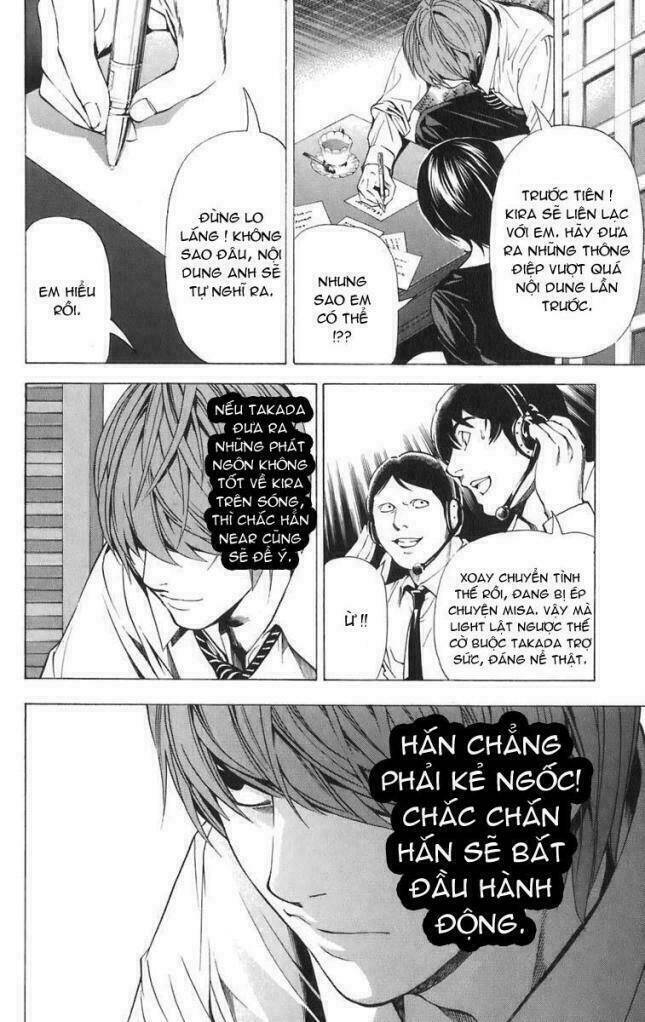 TRƯỚC TIÊN !
KIRA SẼ LIÊN LẠC
VỚI EM. HÃY ĐƯA
RA NHỮNG THÔNG
ĐIỆP VƯỢT QUÁ
NỘI DUNG LẦN
TRƯỚC.
NHƯNG
SAO EM
CÓ THỂ
!??
ĐỪNG LO
LẮNG ! KHÔNG
SAO ĐÂU, NỘI
DUNG ANH SẼ
TỰ NGHĨ RA.
EM HIỂU
RỒI.
XOAY CHUYỂN TÌNH
THẾ RỒI, ĐANG BỊ ÉP
CHUYỆN MISA. VẬY MÀ
LIGHT LẬT NGƯỢC THẾ
CỜ BUỘC TAKADA TRỢ
SỨC, ĐÁNG NỂ THẬT.
Ừ !!
NẾU TAKADA
ĐƯA RA
NHỮNG PHÁT
NGÔN KHÔNG
TỐT VỀ KIRA
TRÊN SÓNG,
THÌ CHẮC HẲN
NEAR CŨNG
SẼ ĐỂ Ý.
HẮN CHẲNG
PHẢI KẺ NGỐC!
CHẮC CHẮN
HẮN SẼ BẮT
ĐẦU HÀNH
ĐỘNG.